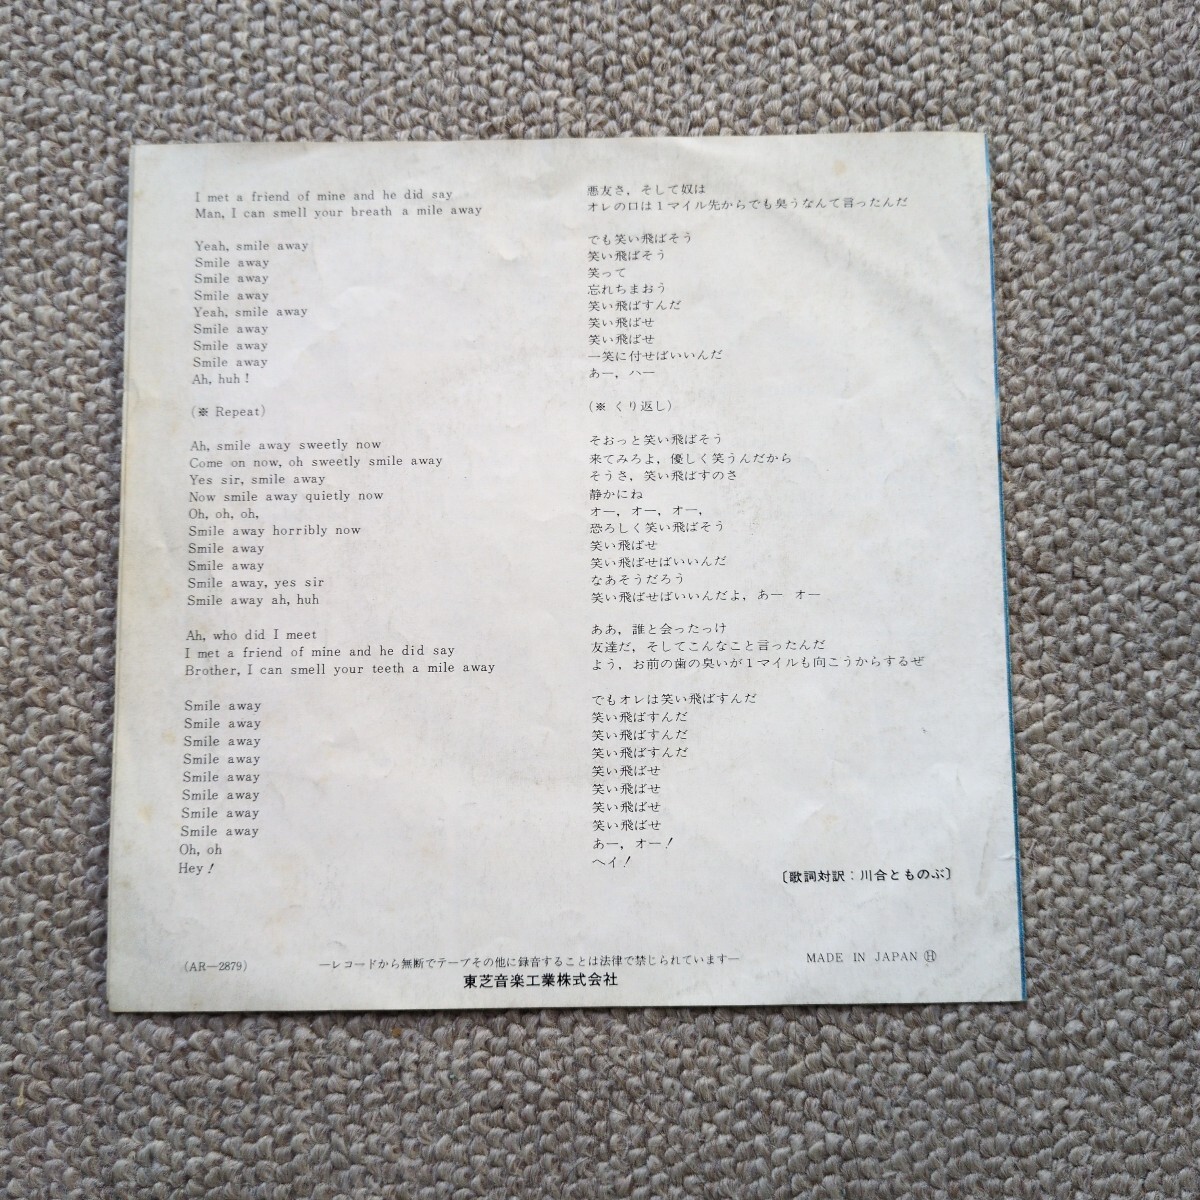 I met a friend of mine and he did say
Man, I can smell your breath a mile away
Yeah, smile away
Smile away
Smile away
Smile away
Yeah, smile away
Smile away
Smile away
Smile away
Ah, huh!
(※ Repeat)
Ah, smile away sweetly now
Come on now, oh sweetly smile away
Yes sir, smile away
Now smile away quietly now
Oh, oh, oh,
Smile away horribly now
Smile away
Smile away
Smile away, yes sir
Smile away ah, huh
Ah, who did I meet
I met a friend of mine and he did say
Brother, I can smell your teeth a mile away
Smile away
Smile away
Smile away
Smile away
Smile away
Smile away
Smile away
Smile away
Oh, oh
Hey!
悪友さ，そして奴は
オレの口は1マイル先からでも臭うなんて言ったんだ
でも笑い飛ばそう
笑い飛ばそう
笑って
忘れちまおう
笑い飛ばすんだ
笑い飛ばせ
笑い飛ばせ
一笑に付せばいいんだ
あー，ハー
(※ くり返し)
そおっと笑い飛ばそう
来てみろよ，優しく笑うんだから
そうさ，笑い飛ばすのさ
静かにね
オー，オー，オー，
恐ろしく笑い飛ばそう
笑い飛ばせ
笑い飛ばせばいいんだ
なあそうだろう
笑い飛ばせばいいんだよ，あー オー
ああ，誰と会ったっけ
友達だ，そしてこんなこと言ったんだ
よう，お前の歯の臭いが1マイルも向こうからするぜ
でもオレは笑い飛ばすんだ
笑い飛ばすんだ
笑い飛ばすんだ
笑い飛ばすんだ
笑い飛ばせ
笑い飛ばせ
笑い飛ばせ
笑い飛ばせ
あー，オー！
ヘイ！
〔歌詞対訳：川合とものぶ〕
(AR—2879)
—レコードから無断でテープその他に録音することは法律で禁じられています—
MADE IN JAPAN Ⓗ
東芝音楽工業株式会社